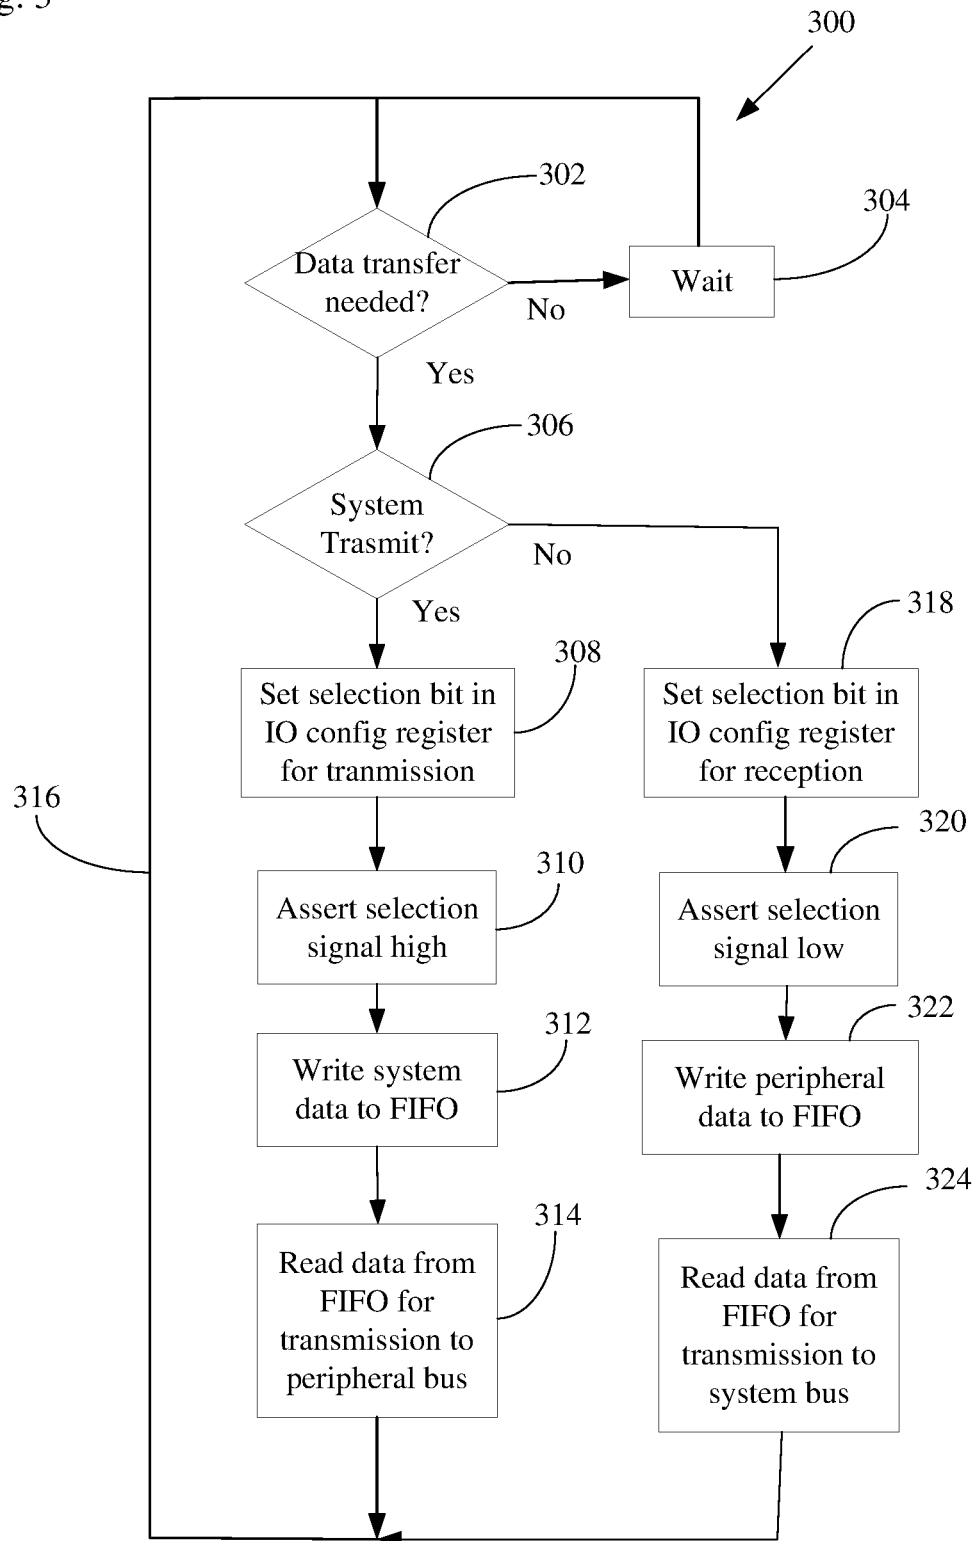 300
302
304
Data transfer
needed?
No
Wait
Yes
306
System
Trasmit?
No
Yes
308
318
Set selection bit in
IO config register
for tranmission
Set selection bit in
IO config register
for reception
316
310
320
Assert selection
signal high
Assert selection
signal low
312
322
Write system
data to FIFO
Write peripheral
data to FIFO
314
324
Read data from
FIFO for
transmission to
peripheral bus
Read data from
FIFO for
transmission to
system bus